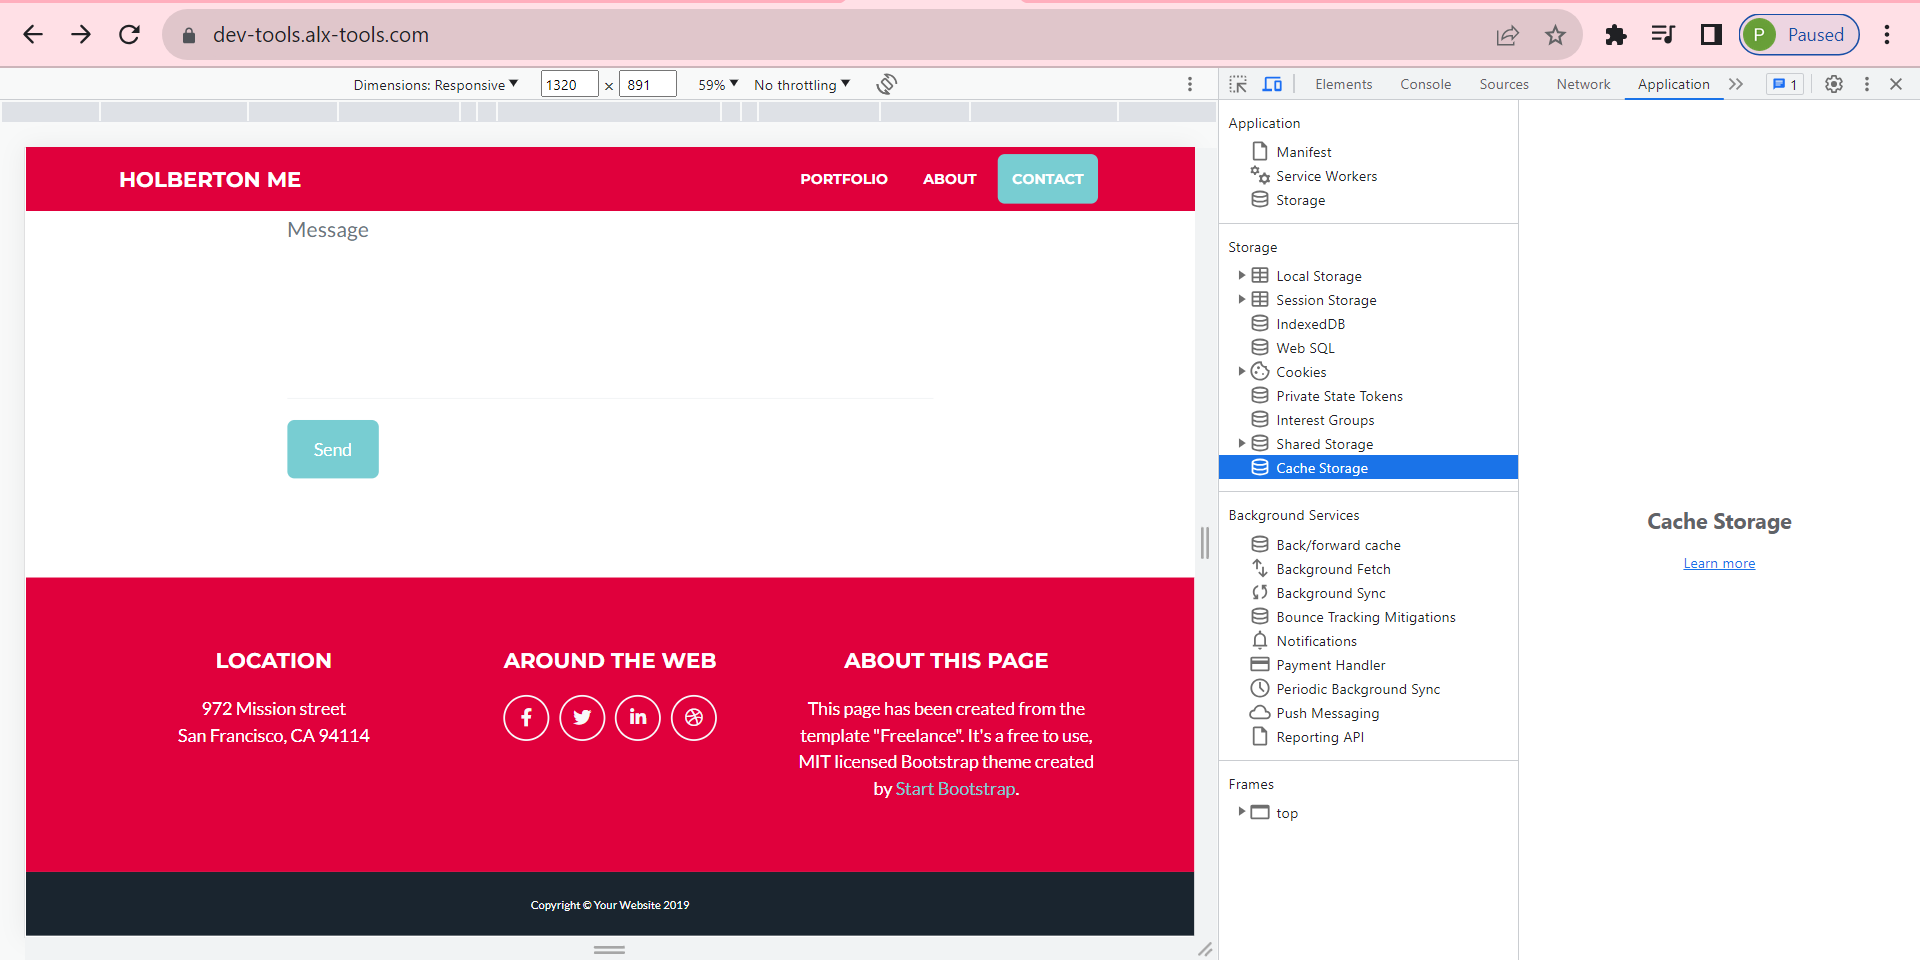 dev-tools.alx-tools.com
P Paused
Dimensions: Responsive 1320 × 891 59% No throttling
Elements Console Sources Network Application 1
HOLBERTON ME
PORTFOLIO ABOUT CONTACT
Message
Send
LOCATION
972 Mission street
San Francisco, CA 94114
AROUND THE WEB
ABOUT THIS PAGE
This page has been created from the
template "Freelance". It's a free to use,
MIT licensed Bootstrap theme created
by Start Bootstrap.
Copyright © Your Website 2019
Application
Manifest
Service Workers
Storage
Storage
Local Storage
Session Storage
IndexedDB
Web SQL
Cookies
Private State Tokens
Interest Groups
Shared Storage
Cache Storage
Background Services
Back/forward cache
Background Fetch
Background Sync
Bounce Tracking Mitigations
Notifications
Payment Handler
Periodic Background Sync
Push Messaging
Reporting API
Frames
top
Cache Storage
Learn more